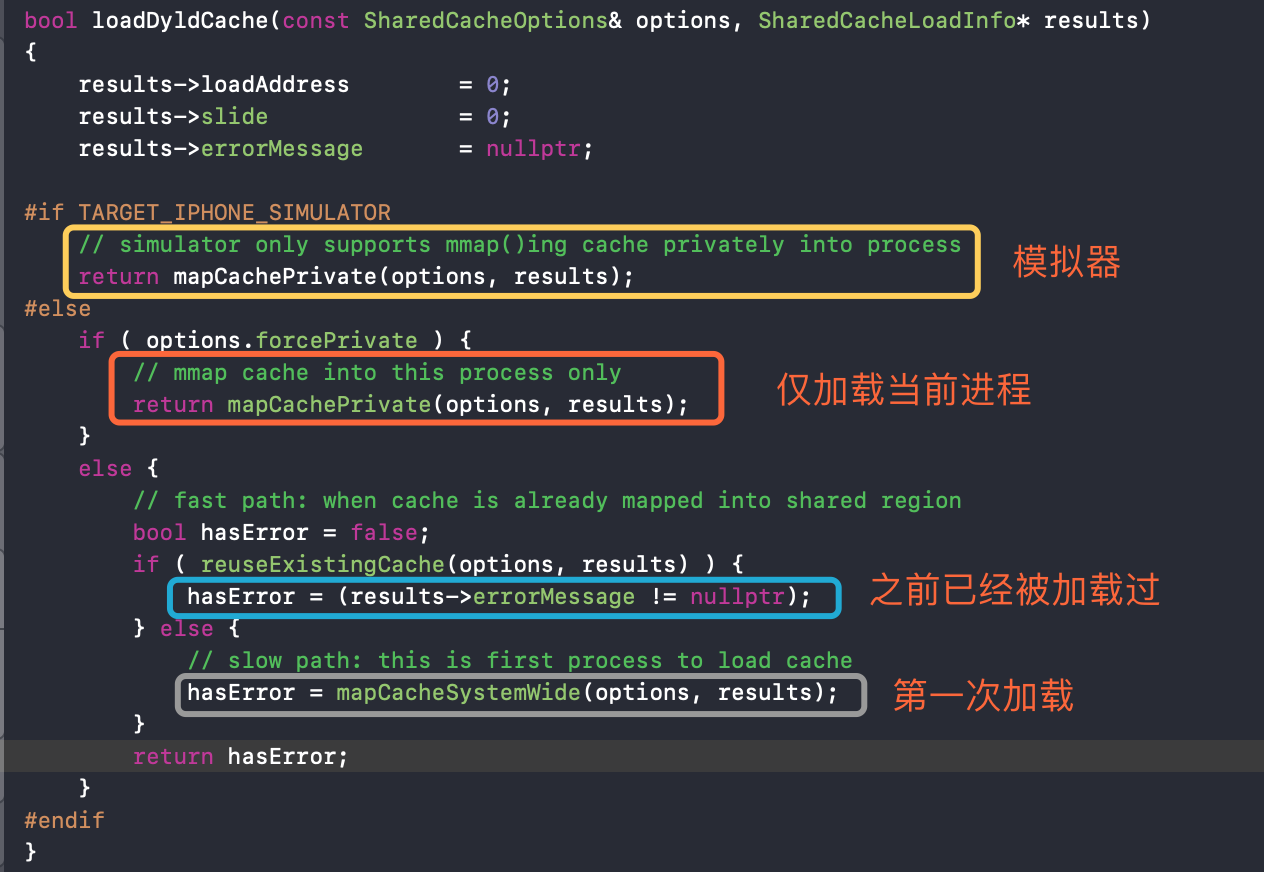 bool loadDyldCache(const SharedCacheOptions& options, SharedCacheLoadInfo* results)
{
    results->loadAddress        = 0;
    results->slide              = 0;
    results->errorMessage       = nullptr;
#if TARGET_IPHONE_SIMULATOR
    // simulator only supports mmap()ing cache privately into process
    return mapCachePrivate(options, results);
模拟器
#else
    if ( options.forcePrivate ) {
        // mmap cache into this process only
        return mapCachePrivate(options, results);
仅加载当前进程
    }
    else {
        // fast path: when cache is already mapped into shared region
        bool hasError = false;
        if ( reuseExistingCache(options, results) ) {
            hasError = (results->errorMessage != nullptr);
之前已经被加载过
        } else {
            // slow path: this is first process to load cache
            hasError = mapCacheSystemWide(options, results);
第一次加载
        }
        return hasError;
    }
#endif
}